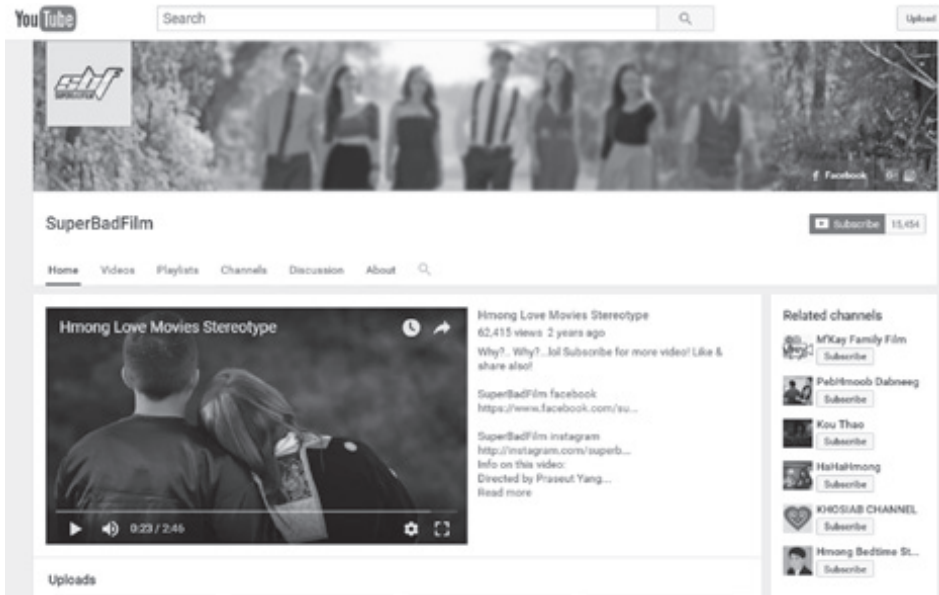 YouTube
Search
Upload
sbf
Facebook
SuperBadFilm
Subscribe 15,454
Home Videos Playlists Channels Discussion About
Hmong Love Movies Stereotype
0:23 / 2:46
Hmong Love Movies Stereotype
62,415 views 2 years ago
Why?.. Why?...lol Subscribe for more video! Like &
share also!
SuperBadFilm facebook
https://www.facebook.com/su...
SuperBadFilm instagram
http://instagram.com/superb...
Info on this video:
Directed by Praseut Yang...
Read more
Related channels
M'Kay Family Film
Subscribe
PebHmoob Dabneeg
Subscribe
Kou Thao
Subscribe
HaHaHmong
Subscribe
KHOSIAB CHANNEL
Subscribe
Hmong Bedtime St...
Subscribe
Uploads